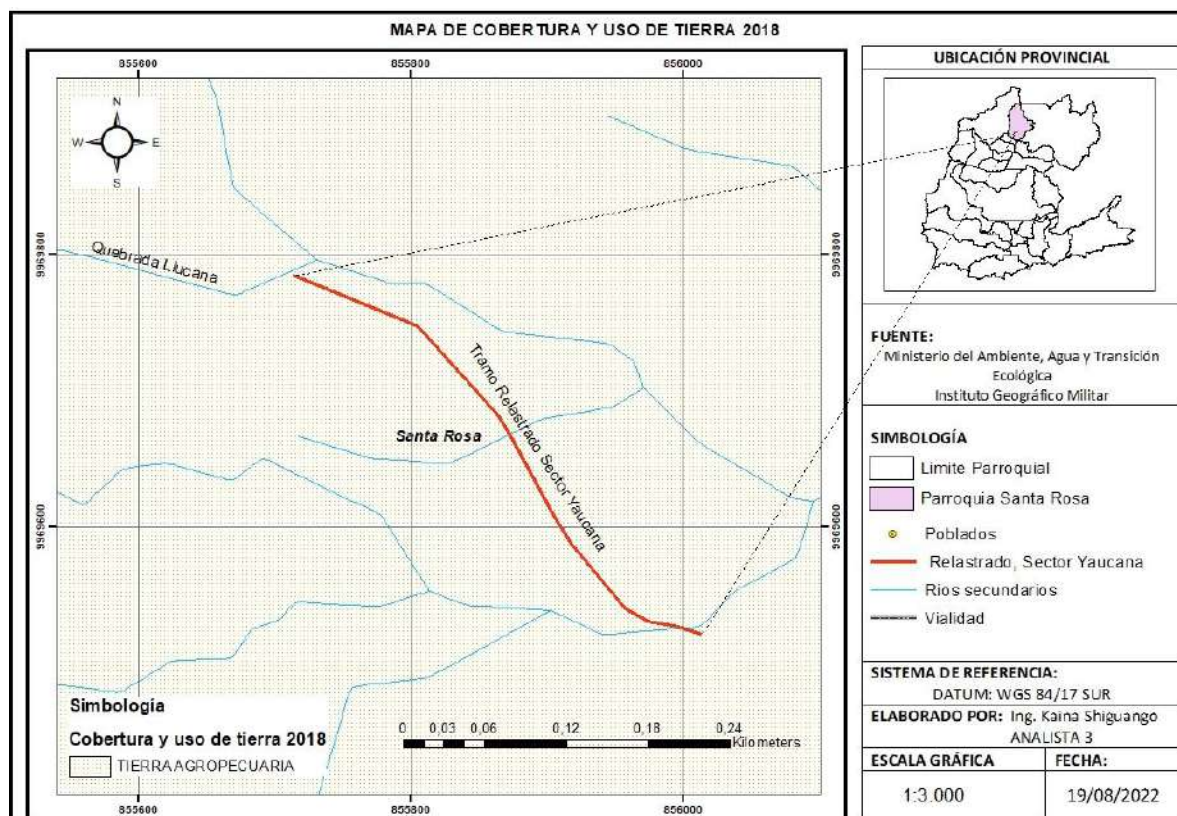 MAPA DE COBERTURA Y USO DE TIERRA 2018
855600
855800
856000
N
W
E
S
9969800
9969800
Quebrada Llucana
Tramo Relastrado Sector Yaucana
Santa Rosa
9969600
9969600
Simbología
Cobertura y uso de tierra 2018
TIERRA AGROPECUARIA
0 0,03 0,06 0,12 0,18 0,24
Kilometers
855600
855800
856000
UBICACIÓN PROVINCIAL
FUENTE:
Ministerio del Ambiente, Agua y Transición
Ecológica
Instituto Geográfico Militar
SIMBOLOGÍA
Limite Parroquial
Parroquia Santa Rosa
Poblados
Relastrado, Sector Yaucana
Rios secundarios
Vialidad
SISTEMA DE REFERENCIA:
DATUM: WGS 84/17 SUR
ELABORADO POR: Ing. Kaina Shiguango
ANALISTA 3
ESCALA GRÁFICA
FECHA:
1:3.000
19/08/2022